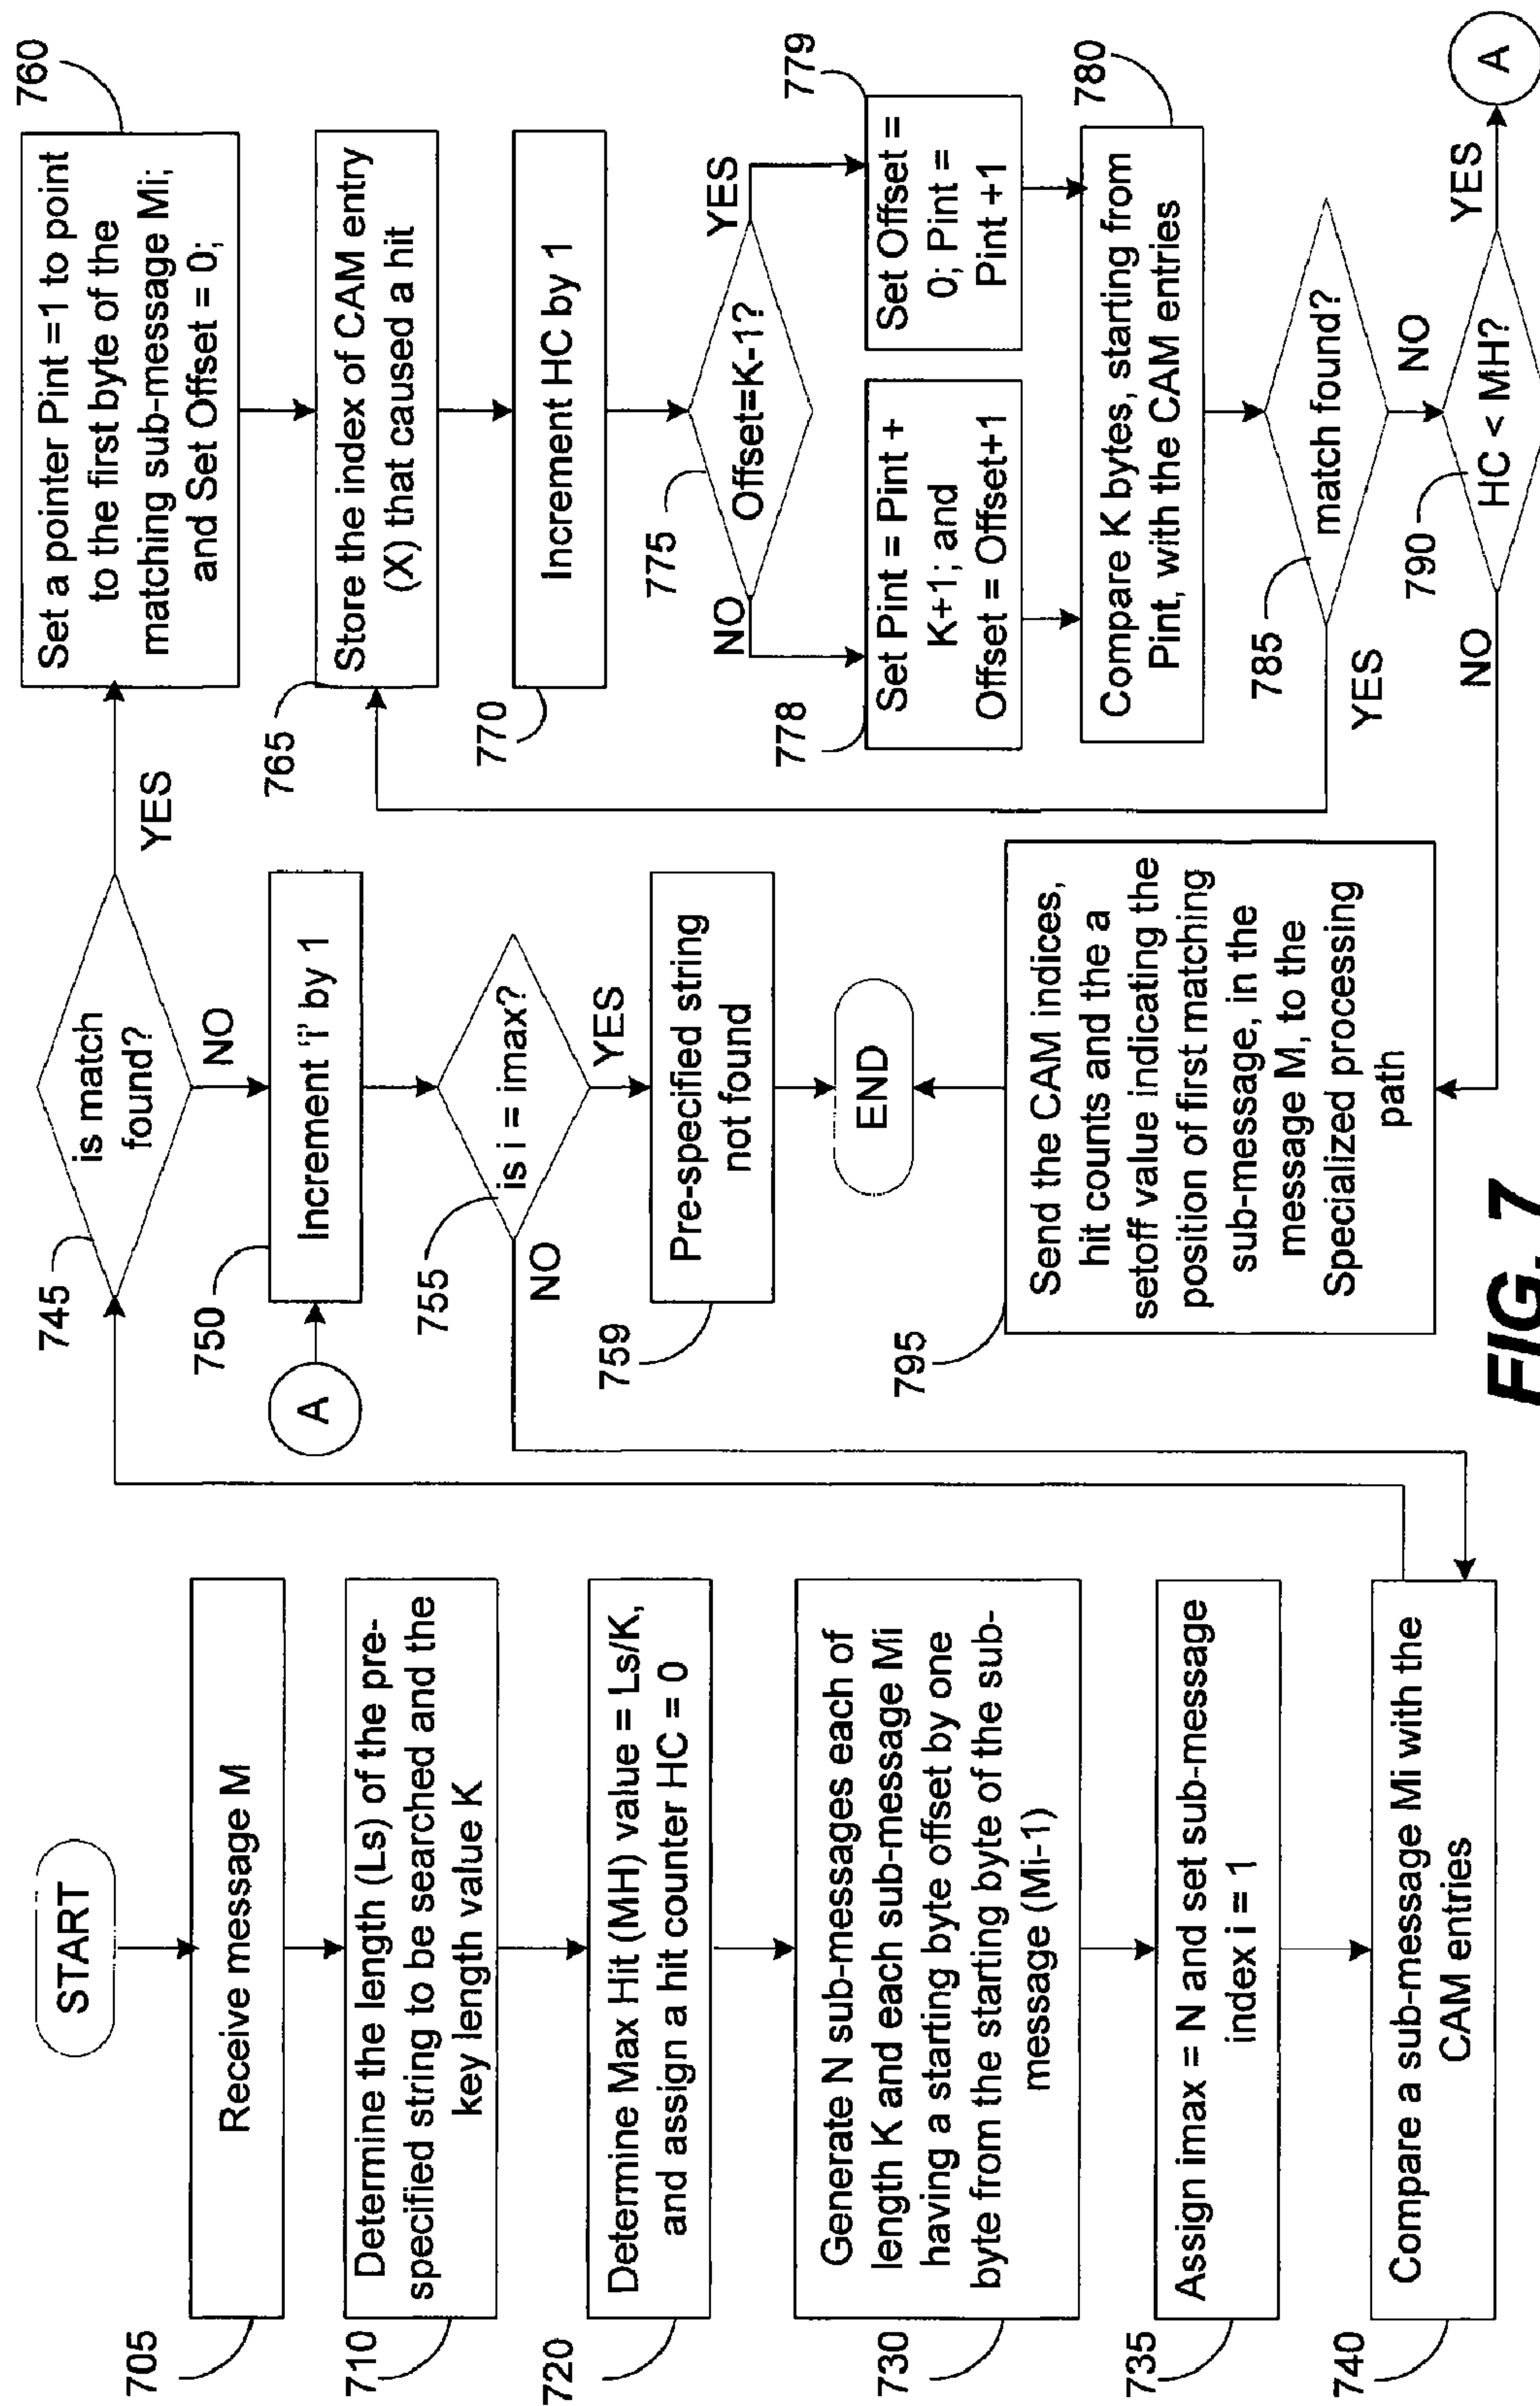 START
705
Receive message M
710
Determine the length (Ls) of the pre-
specified string to be searched and the
key length value K
720
Determine Max Hit (MH) value = Ls/K,
and assign a hit counter HC = 0
730
Generate N sub-messages each of
length K and each sub-message Mi
having a starting byte offset by one
byte from the starting byte of the sub-
message (Mi-1)
735
Assign imax = N and set sub-message
index i = 1
740
Compare a sub-message Mi with the
CAM entries
745
is match
found?
YES
NO
A
750
Increment 'i' by 1
755
is i = imax?
NO
YES
759
Pre-specified string
not found
END
795
Send the CAM indices,
hit counts and the a
setoff value indicating the
position of first matching
sub-message, in the
message M, to the
Specialized processing
path
760
Set a pointer Pint =1 to point
to the first byte of the
matching sub-message Mi;
and Set Offset = 0;
765
Store the index of CAM entry
(X) that caused a hit
770
Increment HC by 1
775
Offset=K-1?
NO
YES
778
Set Pint = Pint +
K+1; and
Offset = Offset+1
779
Set Offset =
0; Pint =
Pint +1
780
Compare K bytes, starting from
Pint, with the CAM entries
785
match found?
YES
NO
790
HC < MH?
NO
YES
A
FIG. 7